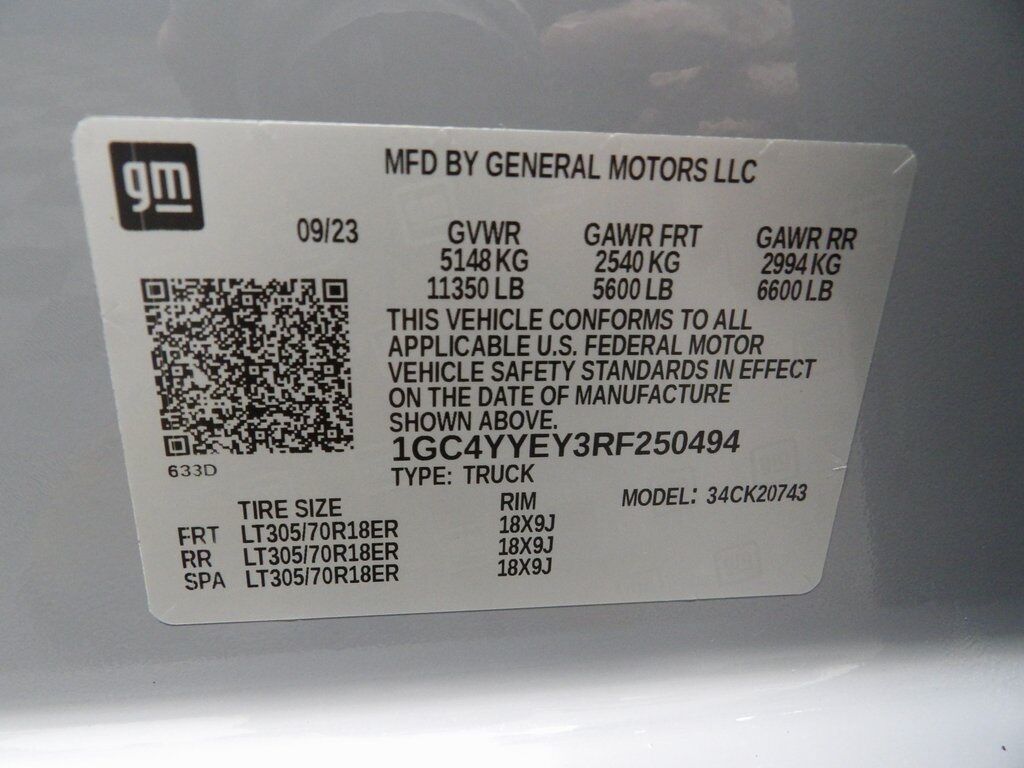 gm
MFD BY GENERAL MOTORS LLC
09/23
GVWR GAWR FRT GAWR RR
5148 KG 2540 KG 2994 KG
11350 LB 5600 LB 6600 LB
THIS VEHICLE CONFORMS TO ALL
APPLICABLE U.S. FEDERAL MOTOR
VEHICLE SAFETY STANDARDS IN EFFECT
ON THE DATE OF MANUFACTURE
SHOWN ABOVE.
1GC4YYEY3RF250494
633D
TYPE: TRUCK
MODEL: 34CK20743
TIRE SIZE RIM
FRT LT305/70R18ER 18X9J
RR LT305/70R18ER 18X9J
SPA LT305/70R18ER 18X9J